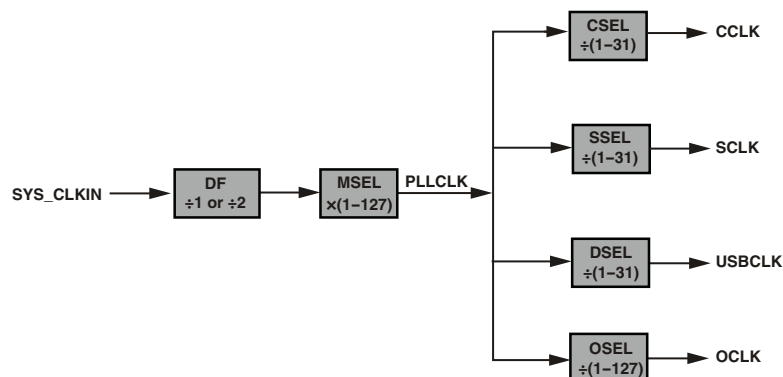 SYS_CLKIN
DF
÷1 or ÷2
MSEL
×(1–127)
PLLCLK
CSEL
÷(1–31)
CCLK
SSEL
÷(1–31)
SCLK
DSEL
÷(1–31)
USBCLK
OSEL
÷(1–127)
OCLK